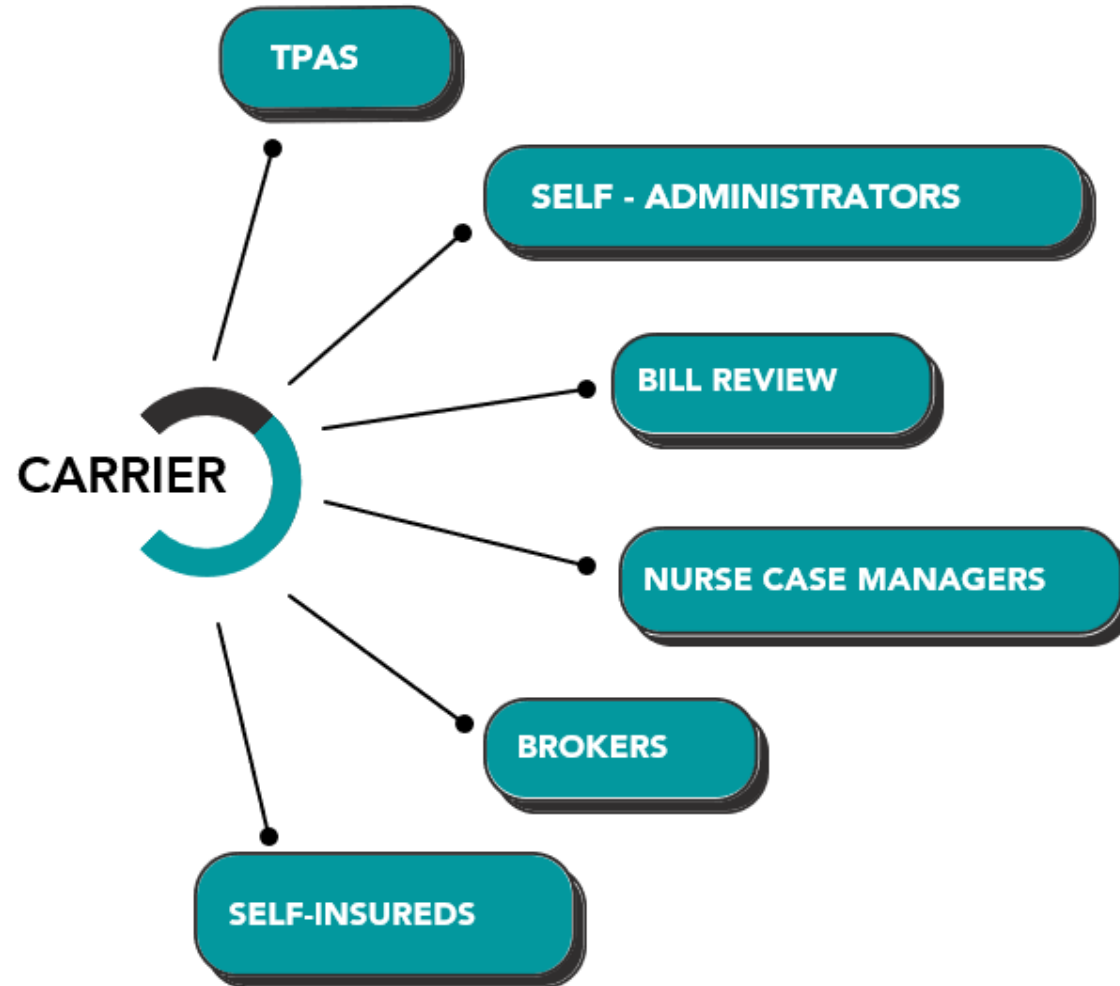 TPAS
SELF - ADMINISTRATORS
BILL REVIEW
CARRIER
NURSE CASE MANAGERS
BROKERS
SELF-INSUREDS